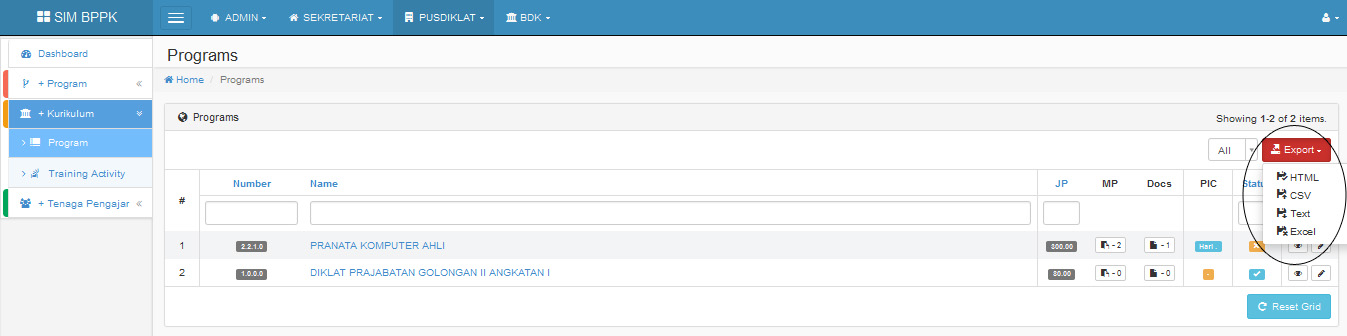 SIM BPPK ADMIN SEKRETARIAT PUSDIKLAT BDK
Dashboard
+ Program
+ Kurikulum
Program
Training Activity
+ Tenaga Pengajar
Programs
Home / Programs
Programs Showing 1-2 of 2 items.
All Export
HTML
CSV
Text
Excel
# Number Name JP MP Docs PIC Statu
1 2.2.1.0 PRANATA KOMPUTER AHLI 300.00 - 2 - 1 Hari .
2 1.0.0.0 DIKLAT PRAJABATAN GOLONGAN II ANGKATAN I 80.00 - 0 - 0 -
Reset Grid